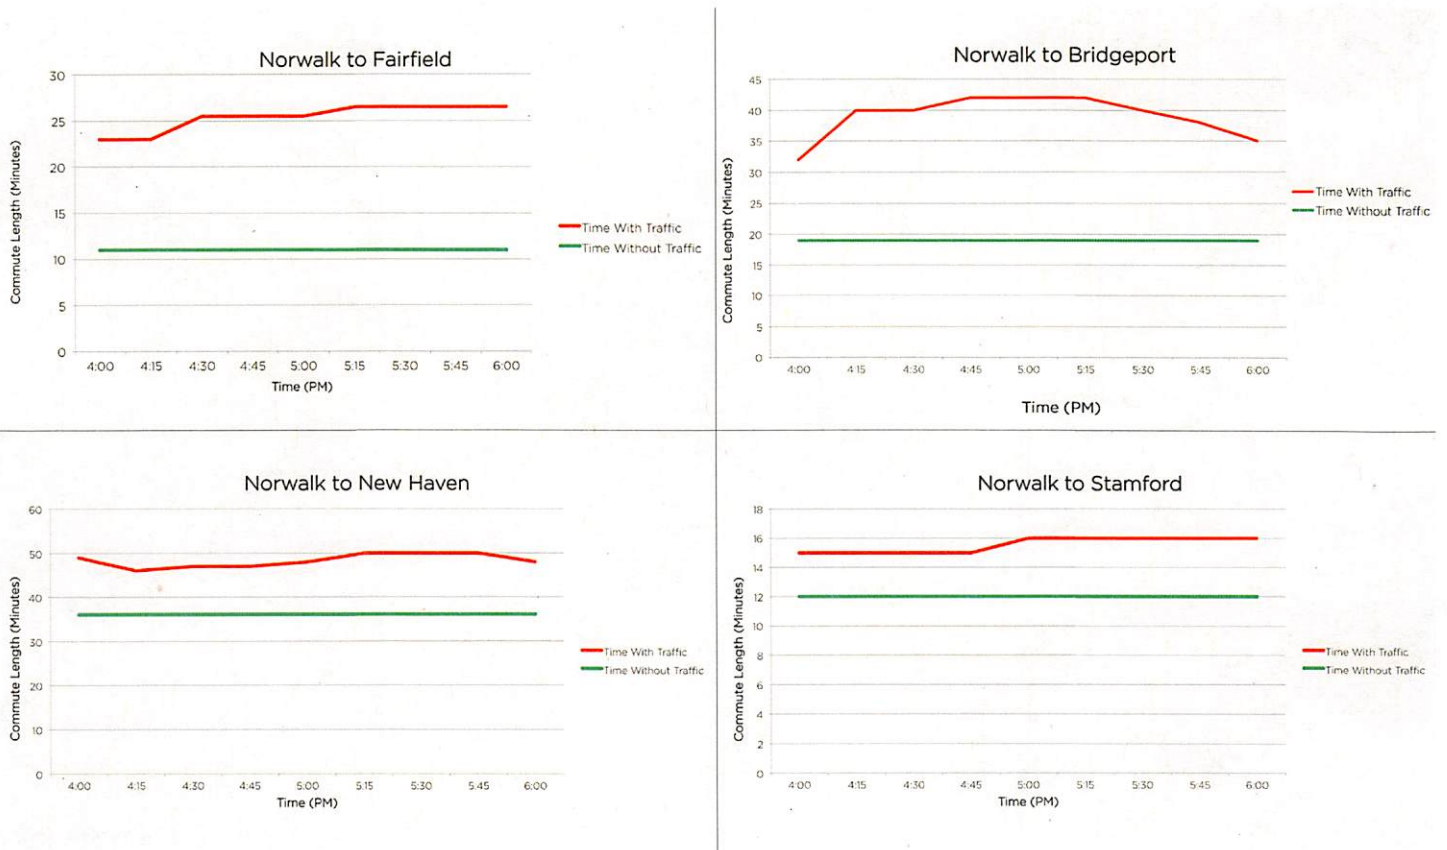 Norwalk to Fairfield
30
25
20
15
10
5
0
Commute Length (Minutes)
4:00 4:15 4:30 4:45 5:00 5:15 5:30 5:45 6:00
Time (PM)
Time With Traffic
Time Without Traffic
Norwalk to Bridgeport
45
40
35
30
25
20
15
10
5
0
Commute Length (Minutes)
4:00 4:15 4:30 4:45 5:00 5:15 5:30 5:45 6:00
Time (PM)
Time With Traffic
Time Without Traffic
Norwalk to New Haven
60
50
40
30
20
10
0
Commute Length (Minutes)
4:00 4:15 4:30 4:45 5:00 5:15 5:30 5:45 6:00
Time (PM)
Time With Traffic
Time Without Traffic
Norwalk to Stamford
18
16
14
12
10
8
6
4
2
0
Commute Length (Minutes)
4:00 4:15 4:30 4:45 5:00 5:15 5:30 5:45 6:00
Time (PM)
Time With Traffic
Time Without Traffic